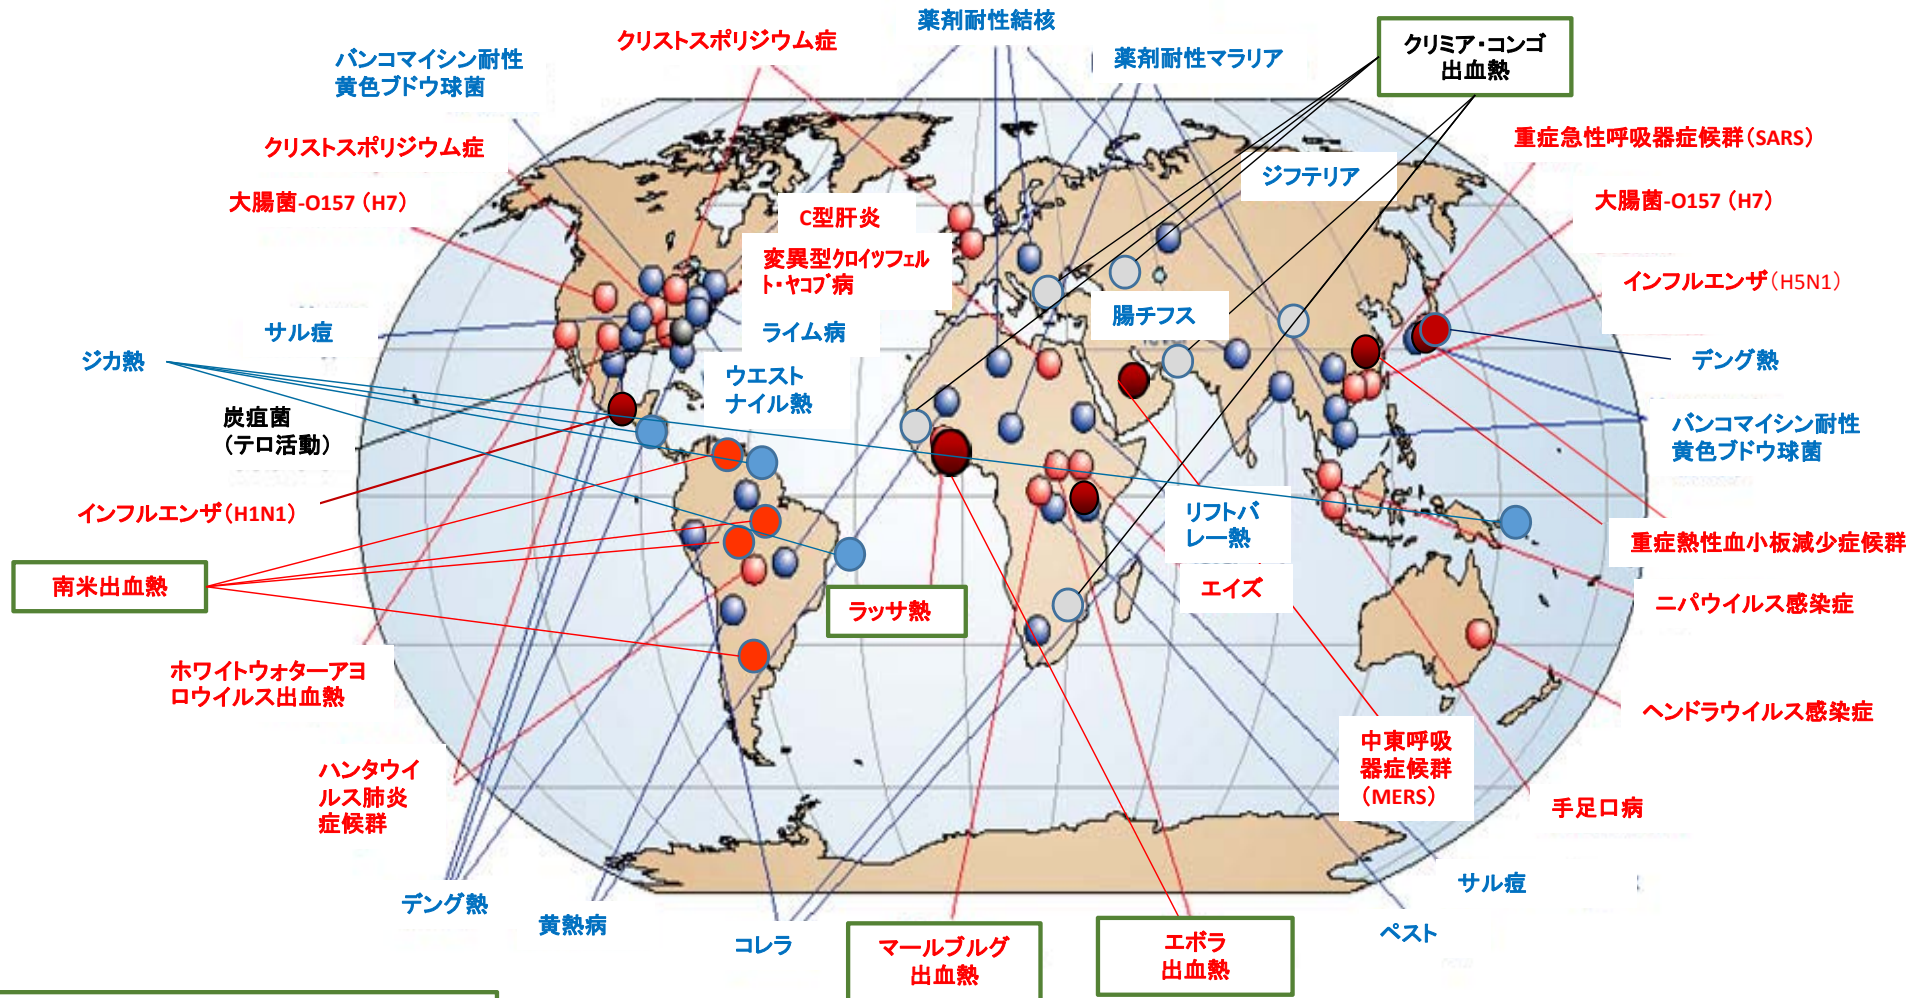 薬剤耐性結核
クリストスポリジウム症
バンコマイシン耐性
黄色ブドウ球菌
薬剤耐性マラリア
クリミア・コンゴ
出血熱
クリストスポリジウム症
重症急性呼吸器症候群(SARS)
ジフテリア
大腸菌-O157 (H7)
大腸菌-O157 (H7)
C型肝炎
変異型クロイツフェル
ト・ヤコブ病
インフルエンザ(H5N1)
腸チフス
サル痘
ライム病
ジカ熱
デング熱
ウエスト
ナイル熱
炭疽菌
(テロ活動)
バンコマイシン耐性
黄色ブドウ球菌
インフルエンザ(H1N1)
リフトバ
レー熱
重症熱性血小板減少症候群
南米出血熱
エイズ
ラッサ熱
ニパウイルス感染症
ホワイトウォターアヨ
ロウイルス出血熱
ヘンドラウイルス感染症
中東呼吸
器症候群
(MERS)
ハンタウイ
ルス肺炎
症候群
手足口病
サル痘
デング熱
黄熱病
コレラ
マールブルグ
出血熱
エボラ
出血熱
ペスト